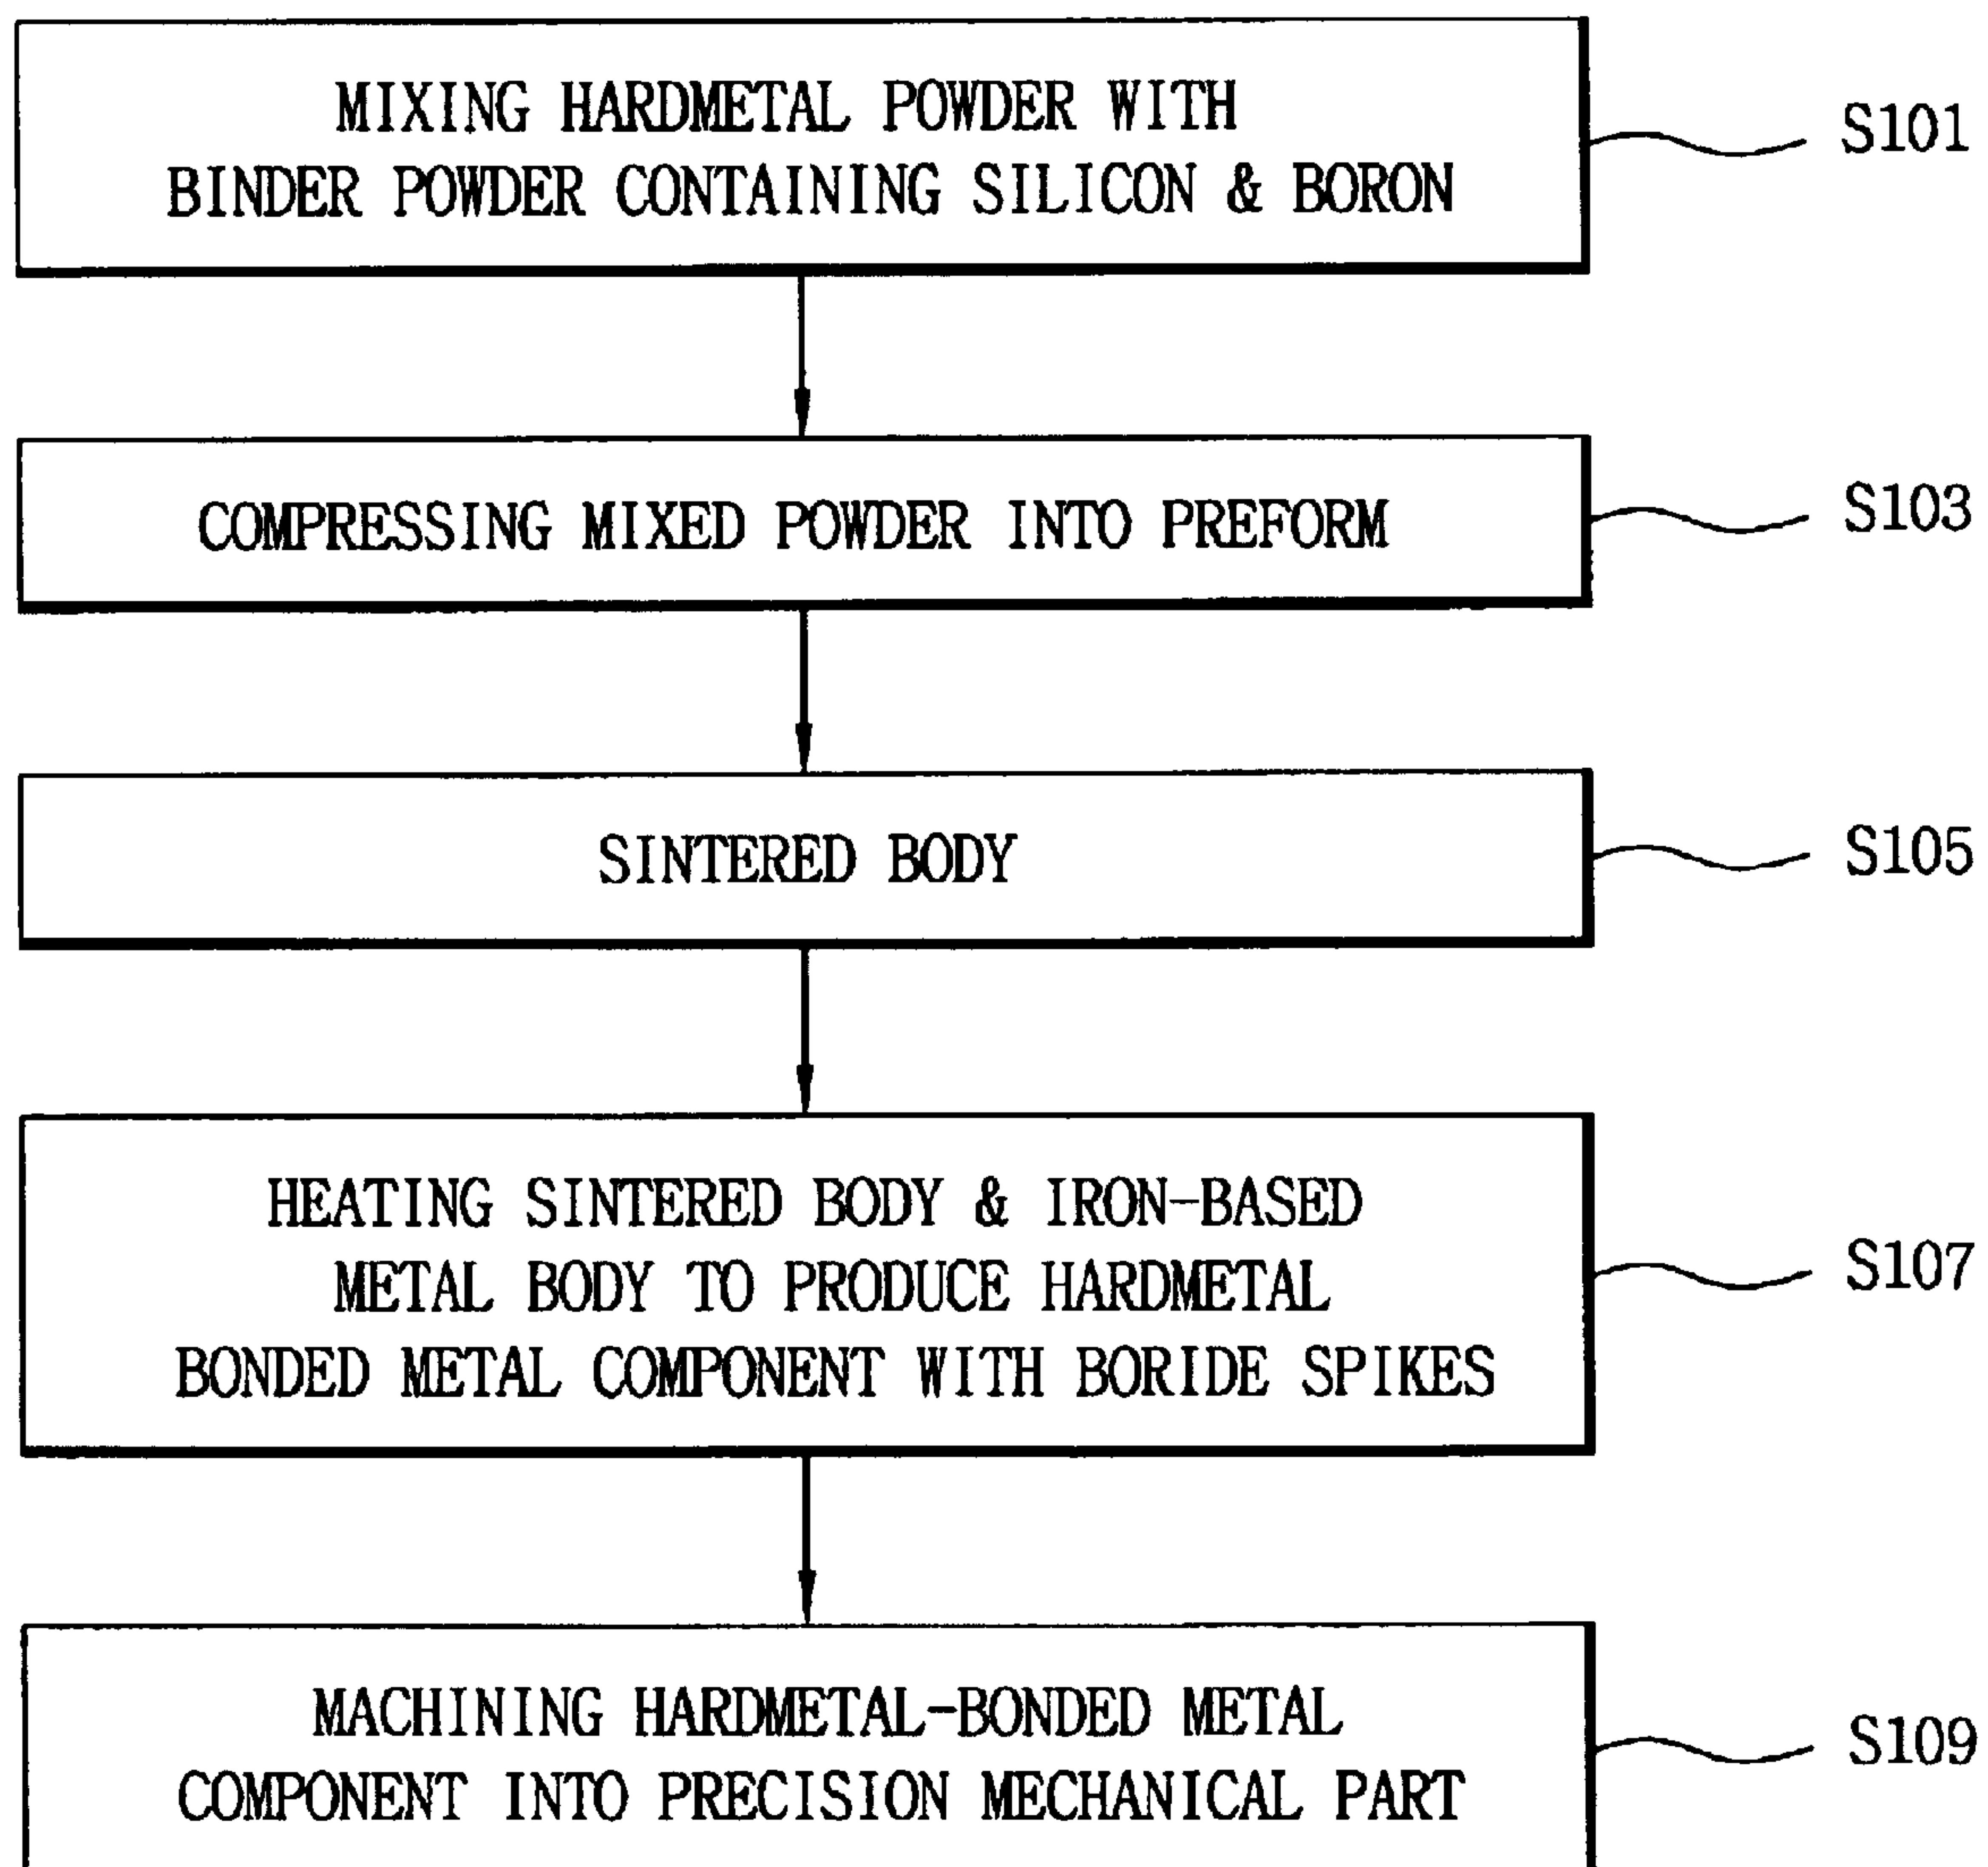 MIXING HARDMETAL POWDER WITH
BINDER POWDER CONTAINING SILICON & BORON
S101
COMPRESSING MIXED POWDER INTO PREFORM
S103
SINTERED BODY
S105
HEATING SINTERED BODY & IRON-BASED
METAL BODY TO PRODUCE HARDMETAL
BONDED METAL COMPONENT WITH BORIDE SPIKES
S107
MACHINING HARDMETAL-BONDED METAL
COMPONENT INTO PRECISION MECHANICAL PART
S109